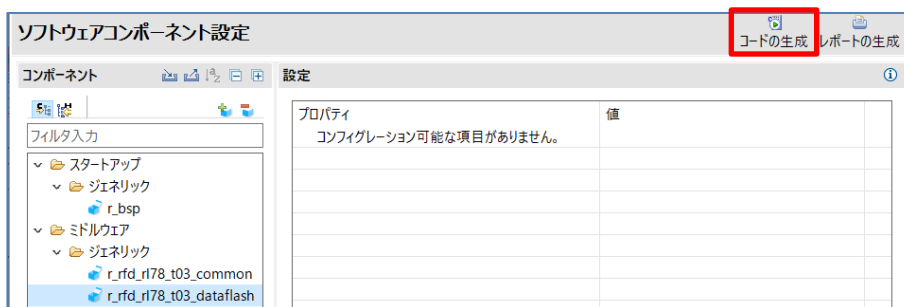 ソフトウェアコンポーネント設定
コードの生成 レポートの生成
コンポーネント
設定
フィルタ入力
プロパティ 値
コンフィグレーション可能な項目がありません。
スタートアップ
ジェネリック
r_bsp
ミドルウェア
ジェネリック
r_rfd_rl78_t03_common
r_rfd_rl78_t03_dataflash